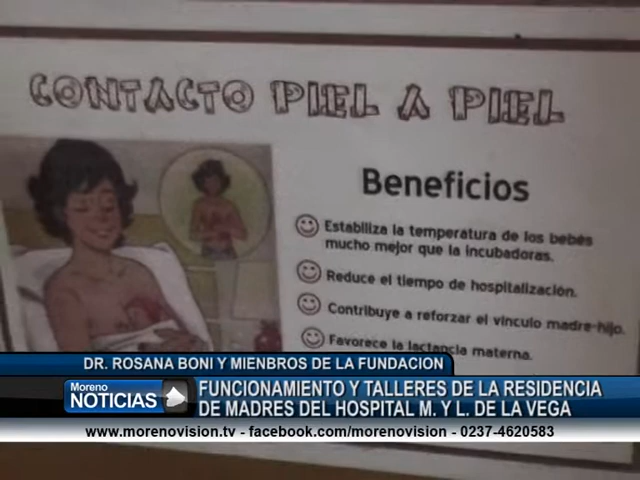 CONTACTO PIEL A PIEL
Beneficios
Estabiliza la temperatura de los bebés
mucho mejor que la incubadoras.
Reduce el tiempo de hospitalización.
Contribuye a reforzar el vínculo madre-hijo.
Favorece la lactancia materna.
DR. ROSANA BONI Y MIENBROS DE LA FUNDACION
Moreno
NOTICIAS
FUNCIONAMIENTO Y TALLERES DE LA RESIDENCIA
DE MADRES DEL HOSPITAL M. Y L. DE LA VEGA
www.morenovision.tv - facebook.com/morenovision - 0237-4620583